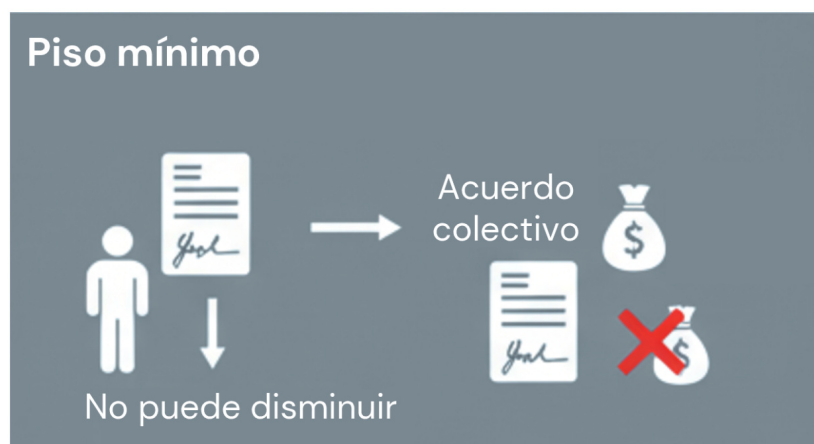 Piso mínimo
Acuerdo
colectivo
$
$
No puede disminuir